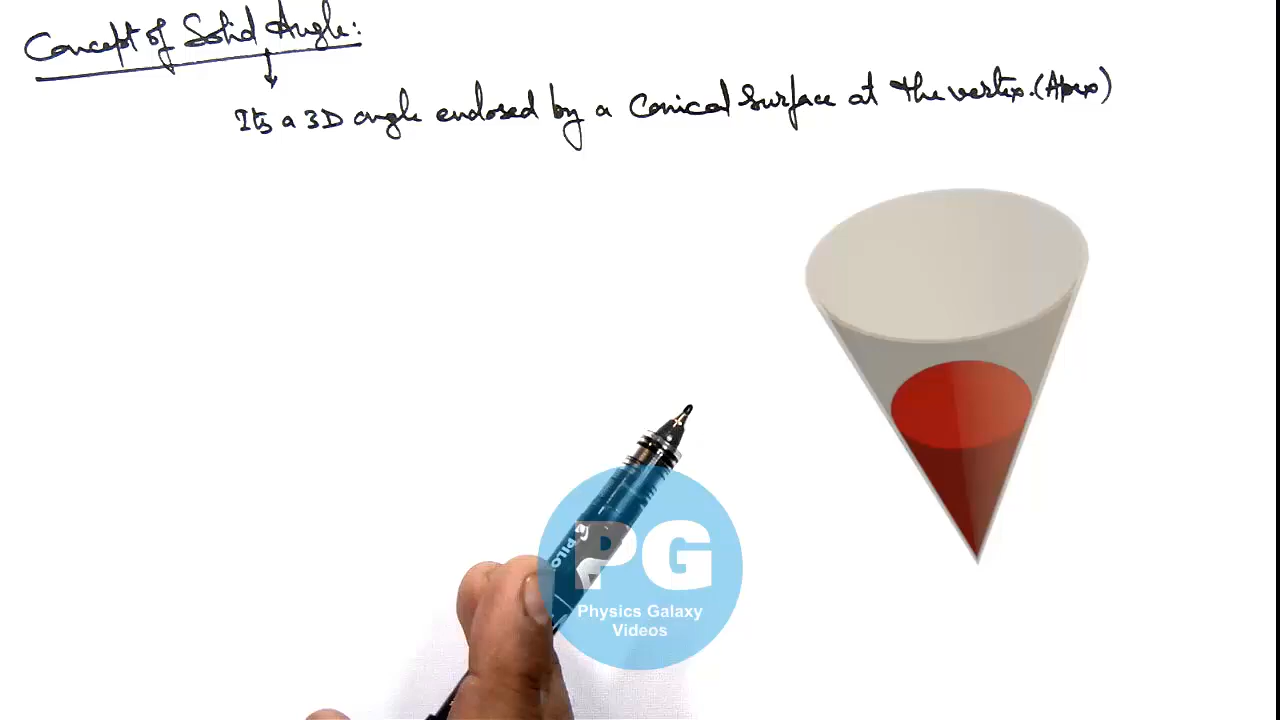 Concept of Solid Angle:
Its a 3D angle enclosed by a Conical Surface at the vertex. (Apex)
PILO
PG
Physics Galaxy
Videos